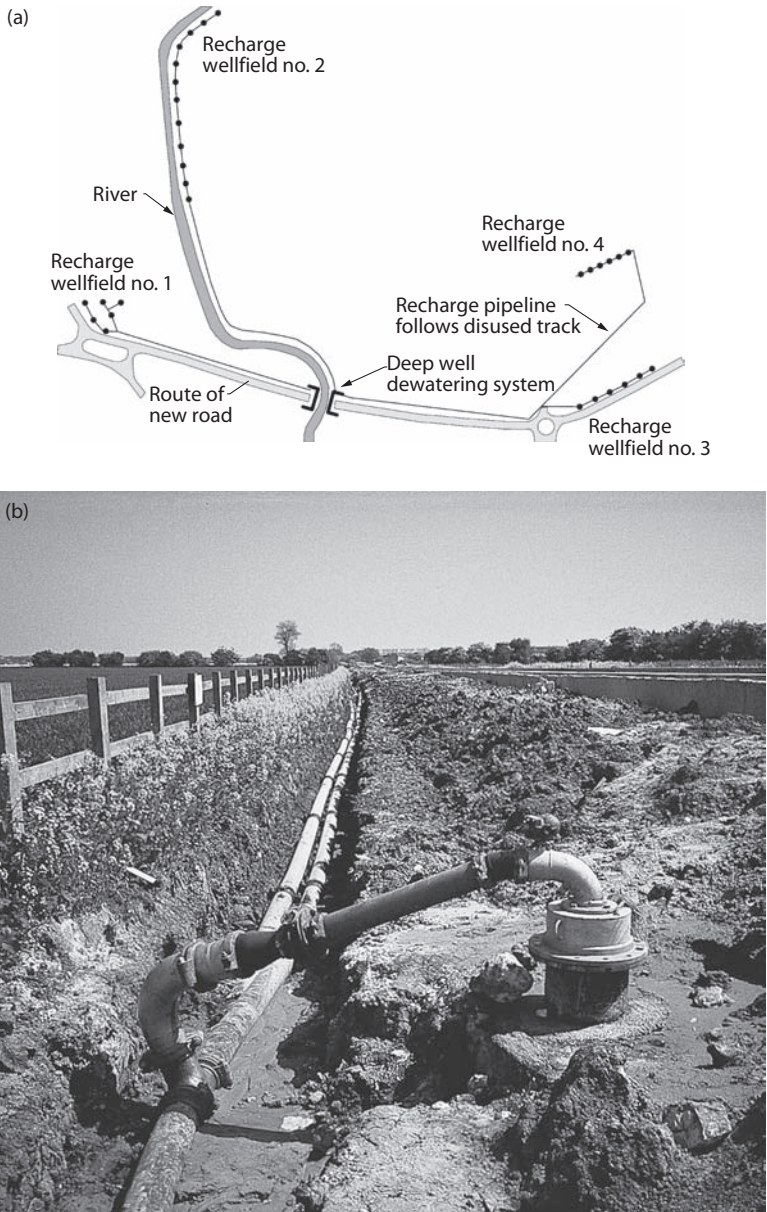 (a)
Recharge
wellfield no. 2
River
Recharge
wellfield no. 4
Recharge
wellfield no. 1
Recharge pipeline
follows disused track
Deep well
dewatering system
Route of
new road
Recharge
wellfield no. 3
(b)